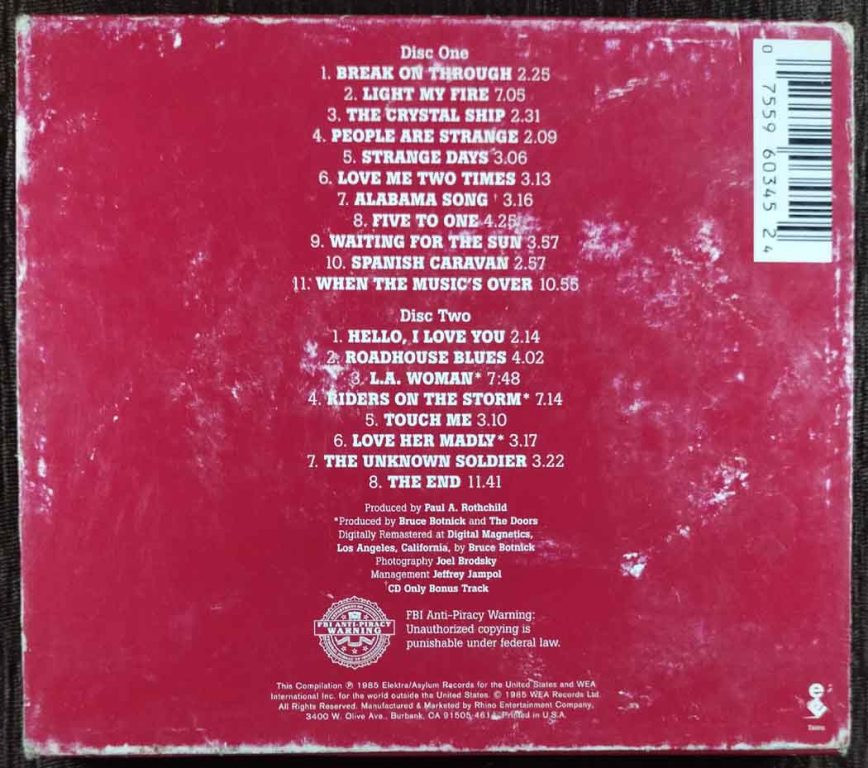 Disc One
1. BREAK ON THROUGH 2.25
2. LIGHT MY FIRE 7.05
3. THE CRYSTAL SHIP 2.31
4. PEOPLE ARE STRANGE 2.09
5. STRANGE DAYS 3.06
6. LOVE ME TWO TIMES 3.13
7. ALABAMA SONG † 3.16
8. FIVE TO ONE 4.25
9. WAITING FOR THE SUN 3.57
10. SPANISH CARAVAN 2.57
11. WHEN THE MUSIC'S OVER 10.55
Disc Two
1. HELLO, I LOVE YOU 2.14
2. ROADHOUSE BLUES 4.02
3. L.A. WOMAN* 7:48
4. RIDERS ON THE STORM* 7.14
5. TOUCH ME 3.10
6. LOVE HER MADLY* 3.17
7. THE UNKNOWN SOLDIER 3.22
8. THE END 11.41
Produced by Paul A. Rothchild
*Produced by Bruce Botnick and The Doors
Digitally Remastered at Digital Magnetics,
Los Angeles, California, by Bruce Botnick
Photography Joel Brodsky
Management Jeffrey Jampol
†CD Only Bonus Track
FBI ANTI-PIRACY
WARNING
FBI Anti-Piracy Warning:
Unauthorized copying is
punishable under federal law.
This Compilation ℗ 1985 Elektra/Asylum Records for the United States and WEA
International Inc. for the world outside the United States. © 1985 WEA Records Ltd.
All Rights Reserved. Manufactured & Marketed by Rhino Entertainment Company,
3400 W. Olive Ave., Burbank, CA 91505-461 Printed in U.S.A.
0 7559 60345 2 4